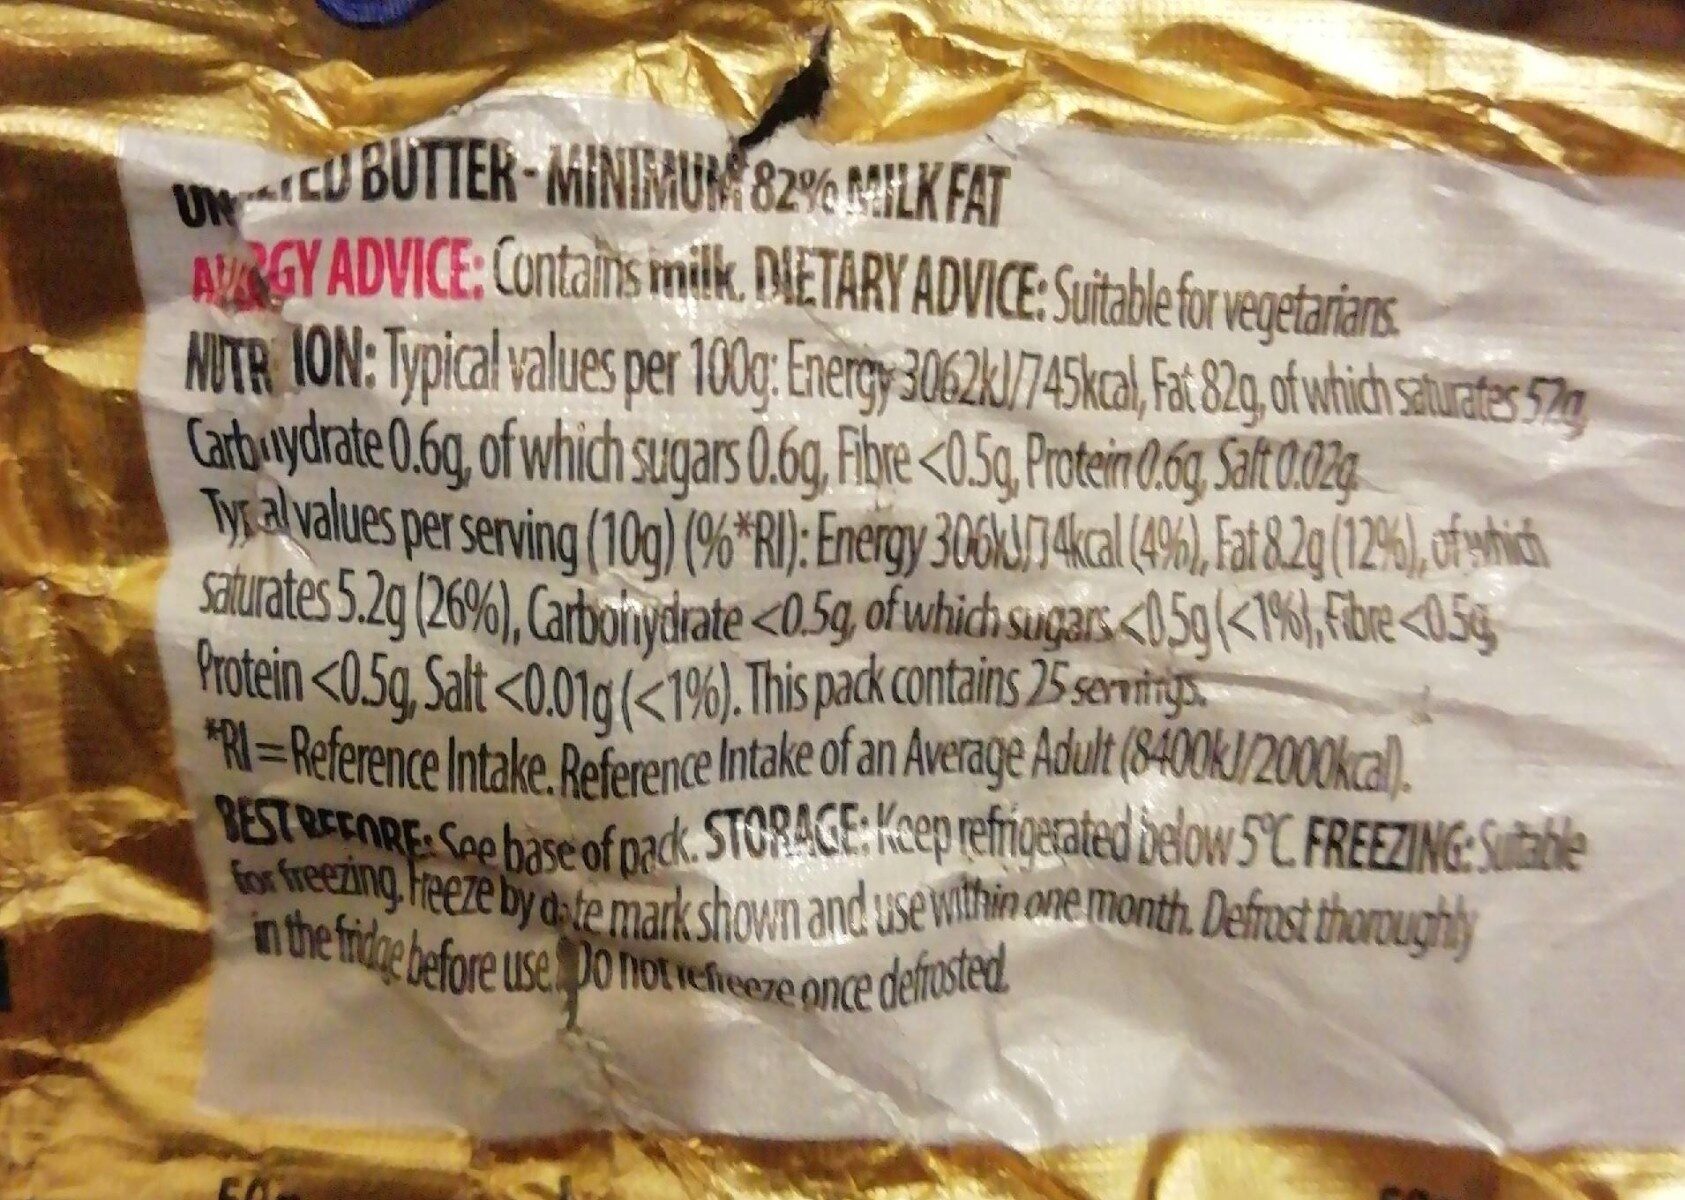 BUTTER - MINIMUM 82% MILK FAT
ALLERGY ADVICE: Contains milk. DIETARY ADVICE: Suitable for vegetarians.
NUTRITION: Typical values per 100g: Energy 3062kJ/745kcal, Fat 82g, of which saturates 52g,
Carbohydrate 0.6g, of which sugars 0.6g, Fibre <0.5g, Protein 0.6g, Salt 0.02g.
Typical values per serving (10g) (%*RI): Energy 306kJ/74kcal (4%), Fat 8.2g (12%), of which
saturates 5.2g (26%), Carbohydrate <0.5g, of which sugars <0.5g (<1%), Fibre <0.5g,
Protein <0.5g, Salt <0.01g (<1%). This pack contains 25 servings.
*RI=Reference Intake. Reference Intake of an Average Adult (8400kJ/2000kcal).
BEST BEFORE: See base of pack. STORAGE: Keep refrigerated below 5°C. FREEZING: Suitable
for freezing. Freeze by date mark shown and use within one month. Defrost thoroughly
in the fridge before use. Do not refreeze once defrosted.